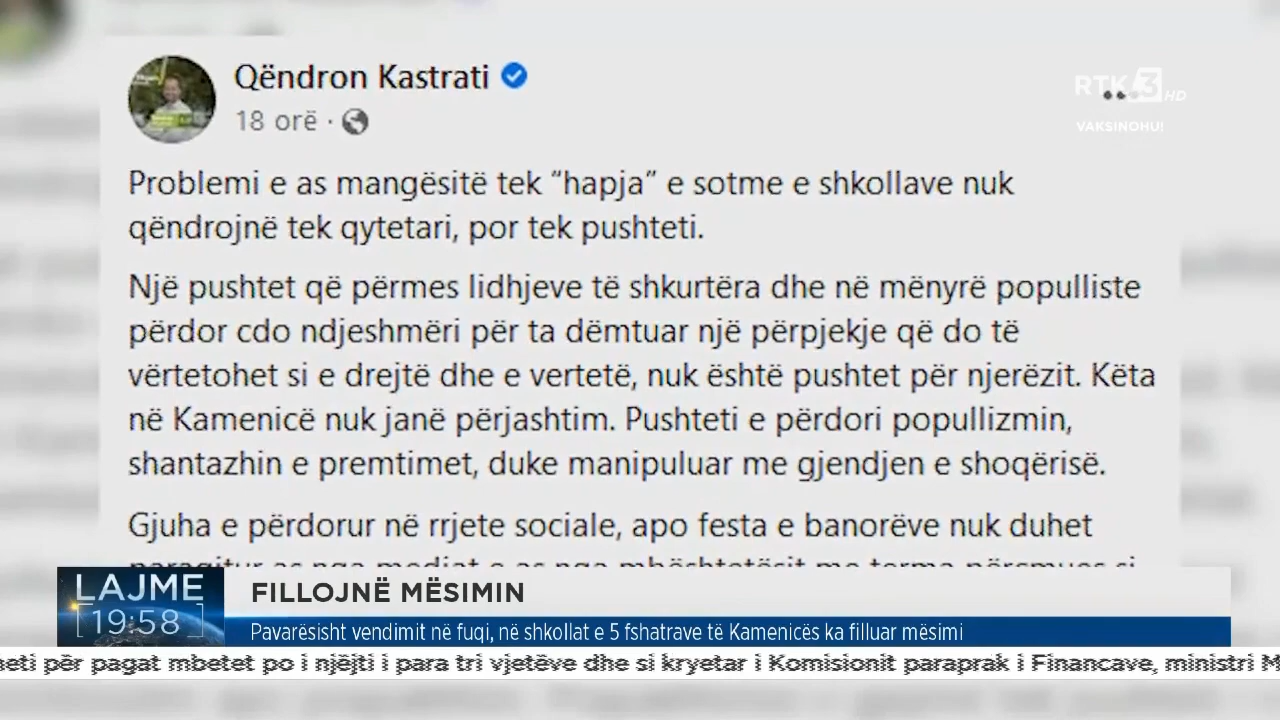 Qëndron Kastrati
18 orë ·
RTK 3 HD
VAKSINOHU!
Problemi e as mangësitë tek “hapja” e sotme e shkollave nuk
qëndrojnë tek qytetari, por tek pushteti.
Një pushtet që përmes lidhjeve të shkurtëra dhe në mënyrë populliste
përdor cdo ndjeshmëri për ta dëmtuar një përpjekje që do të
vërtetohet si e drejtë dhe e vertetë, nuk është pushtet për njerëzit. Këta
në Kamenicë nuk janë përjashtim. Pushteti e përdori popullizmin,
shantazhin e premtimet, duke manipuluar me gjendjen e shoqërisë.
Gjuha e përdorur në rrjete sociale, apo festa e banorëve nuk duhet
LAJME
19:58
FILLOJNË MËSIMIN
Pavarësisht vendimit në fuqi, në shkollat e 5 fshatrave të Kamenicës ka filluar mësimi
për pagat mbetet po i njëjti i para tri vjetëve dhe si kryetar i Komisionit paraprak i Financave, ministri